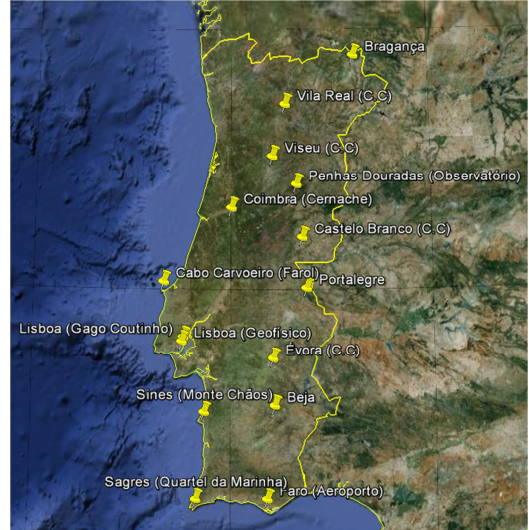 Bragança
Vila Real (C.C)
Viseu (C.C)
Penhas Douradas (Observatório)
Coimbra (Cernache)
Castelo Branco (C.C)
Cabo Carvoeiro (Farol)
Portalegre
Lisboa (Gago Coutinho)
Lisboa (Geofísico)
Évora (C.C)
Sines (Monte Chãos)
Beja
Sagres (Quartel da Marinha)
Faro (Aeroporto)